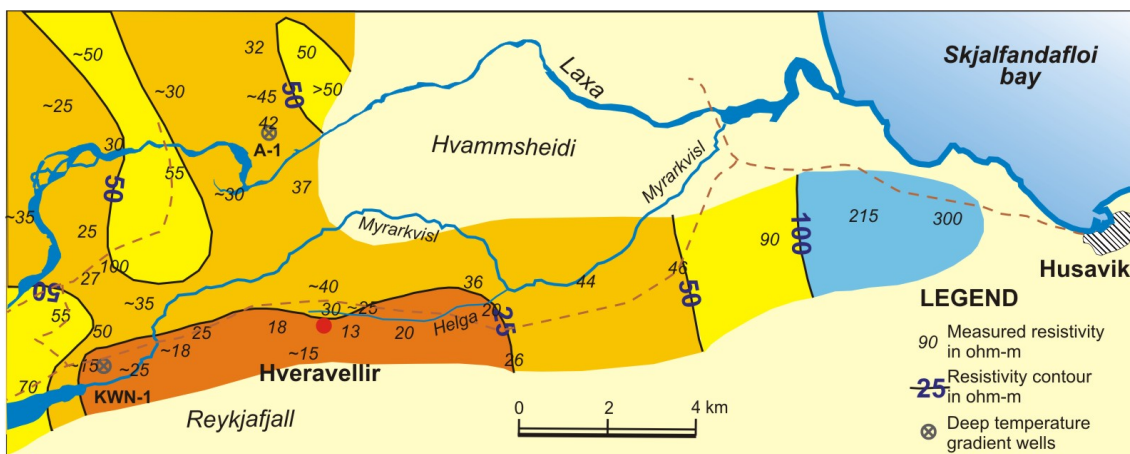 ~50
32
50
Skjalfandafloi
bay
Laxa
~25
~30
~45
>50
50
42
A-1
Hvammsheidi
30
55
50
~30
37
Myrarkvisl
~35
25
Myrarkvisl
215
300
90
100
100
27
46
Husavik
50
~35
~40
36
44
50
LEGEND
55
50
25
18
30
~25
13
20
20
Helga
25
90
Measured resistivity
in ohm-m
~15
~18
~25
~15
26
25
Resistivity contour
in ohm-m
70
KWN-1
Hveravellir
Reykjafjall
0
2
4 km
Deep temperature
gradient wells